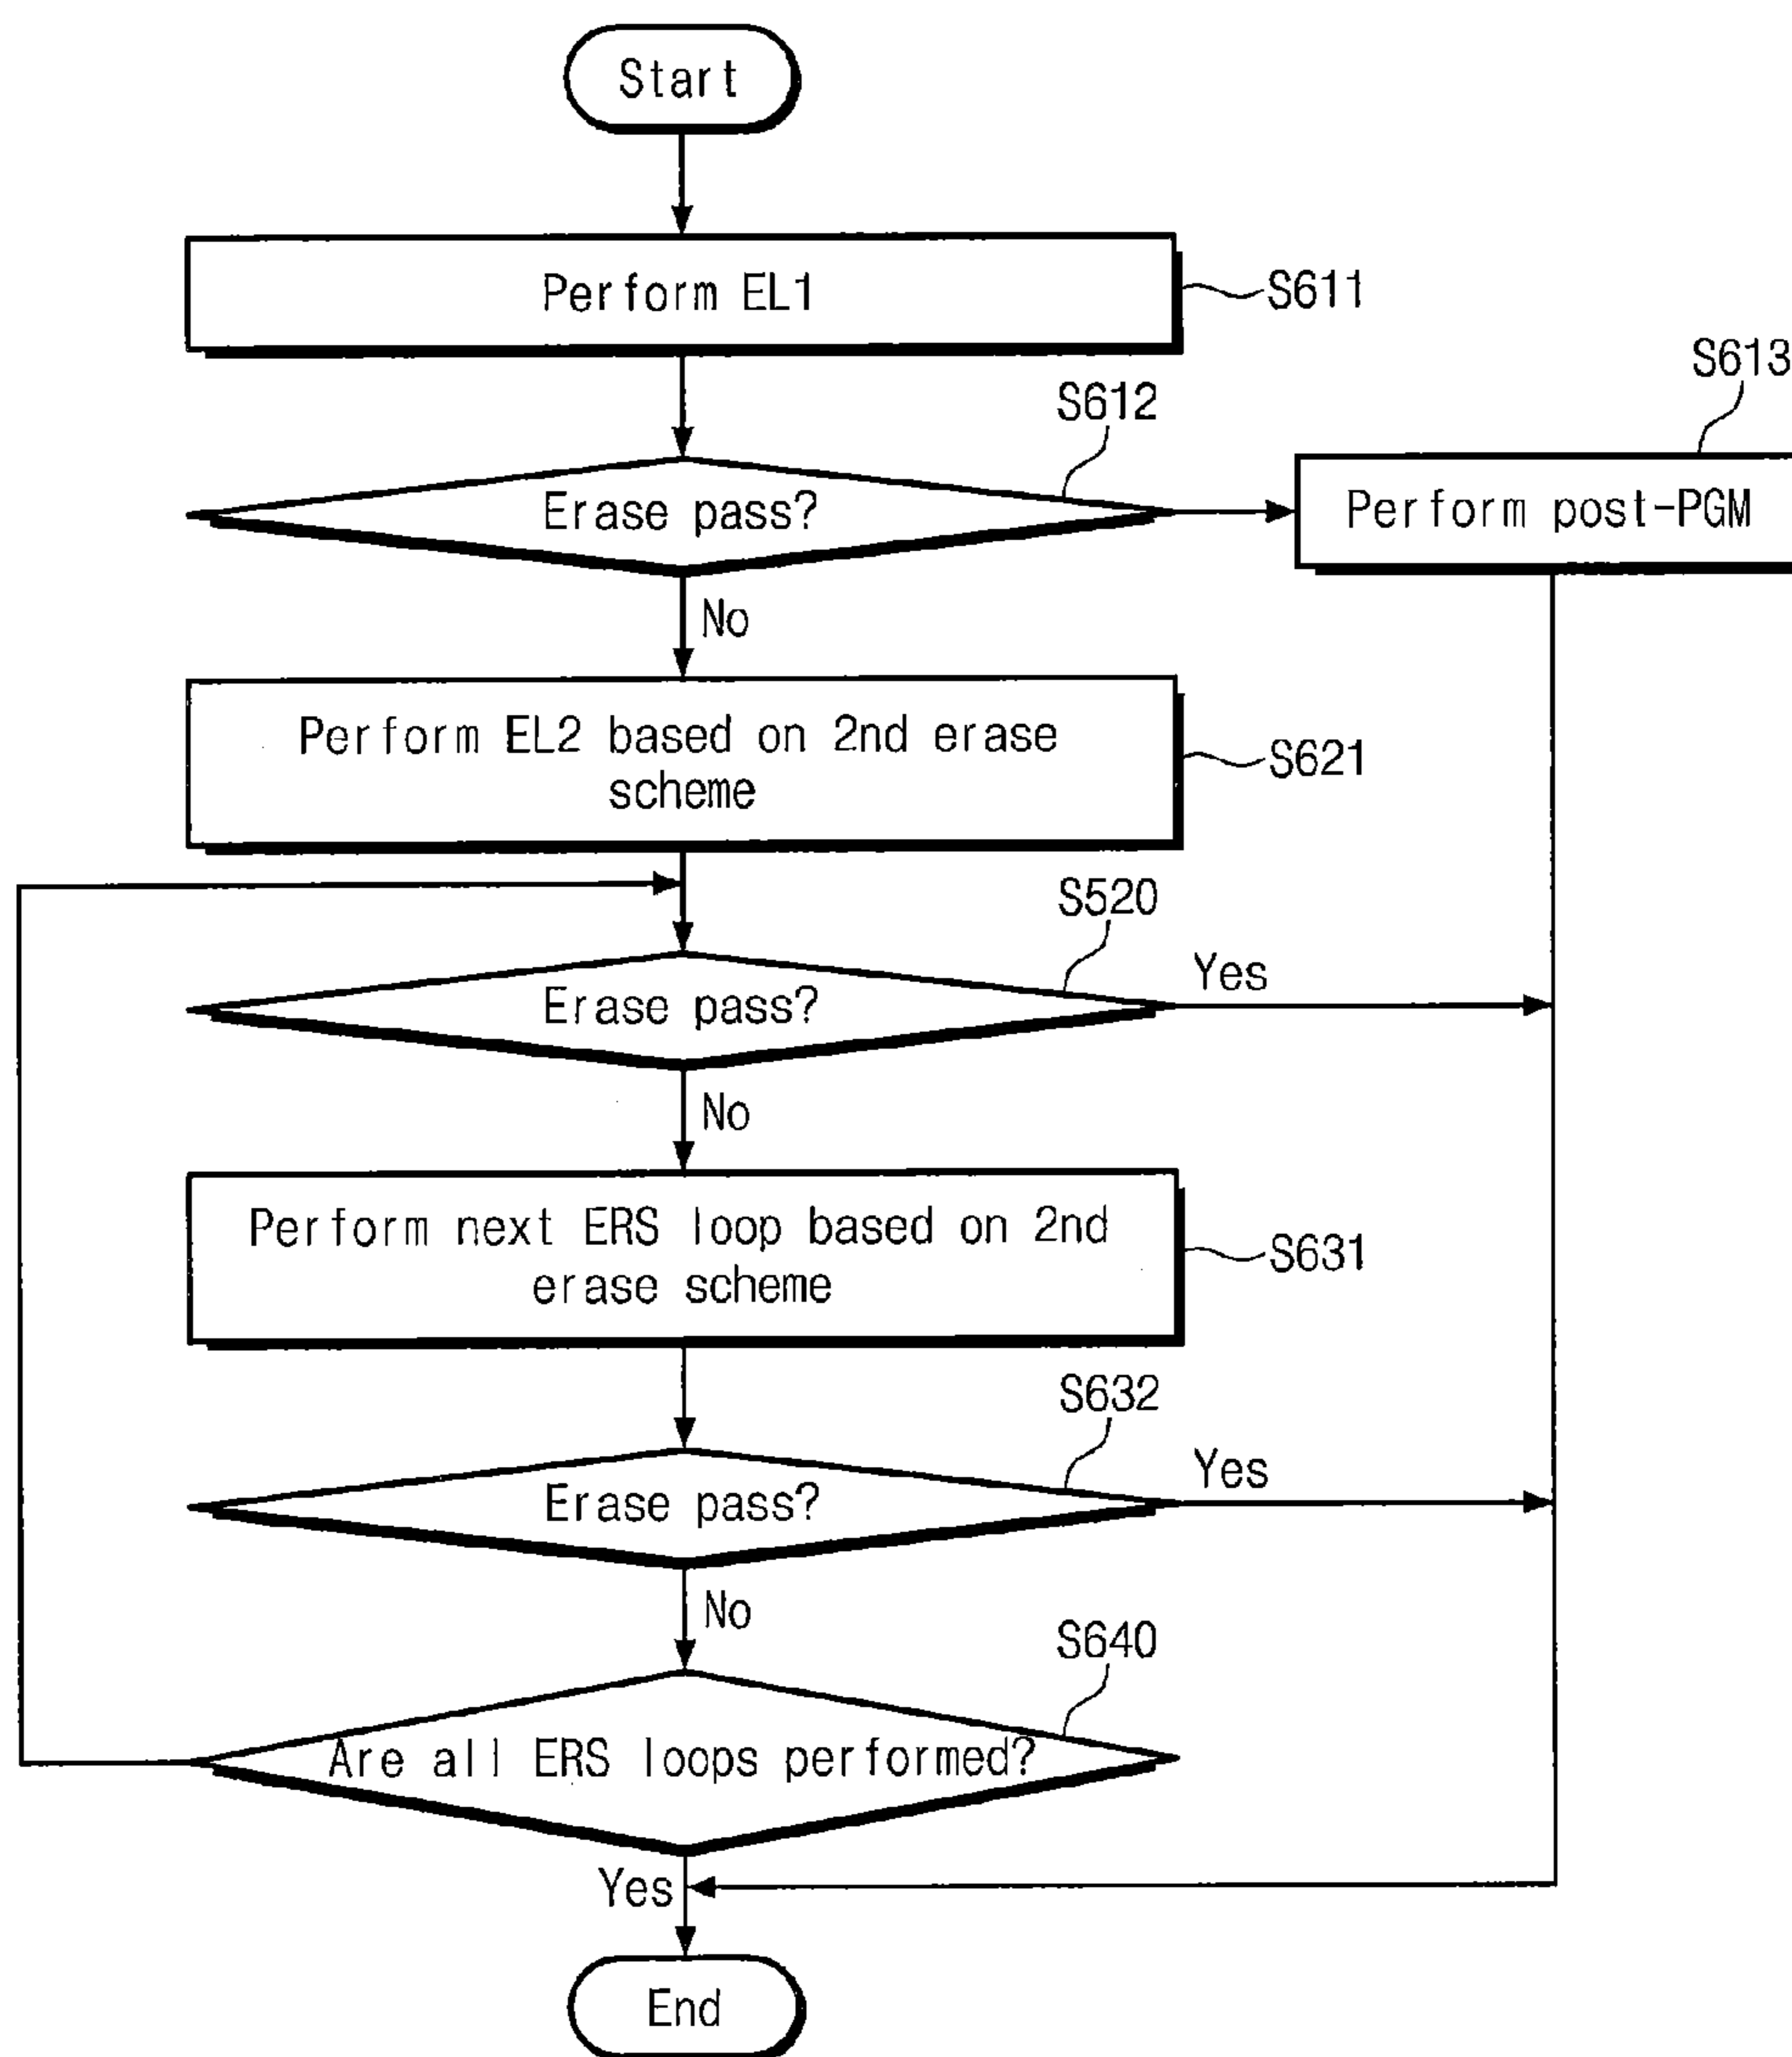 Start
Perform EL1
S611
S612
S613
Erase pass?
Perform post-PGM
No
Perform EL2 based on 2nd erase
scheme
S621
S520
Erase pass?
Yes
No
Perform next ERS loop based on 2nd
erase scheme
S631
S632
Erase pass?
Yes
No
S640
Are all ERS loops performed?
Yes
End